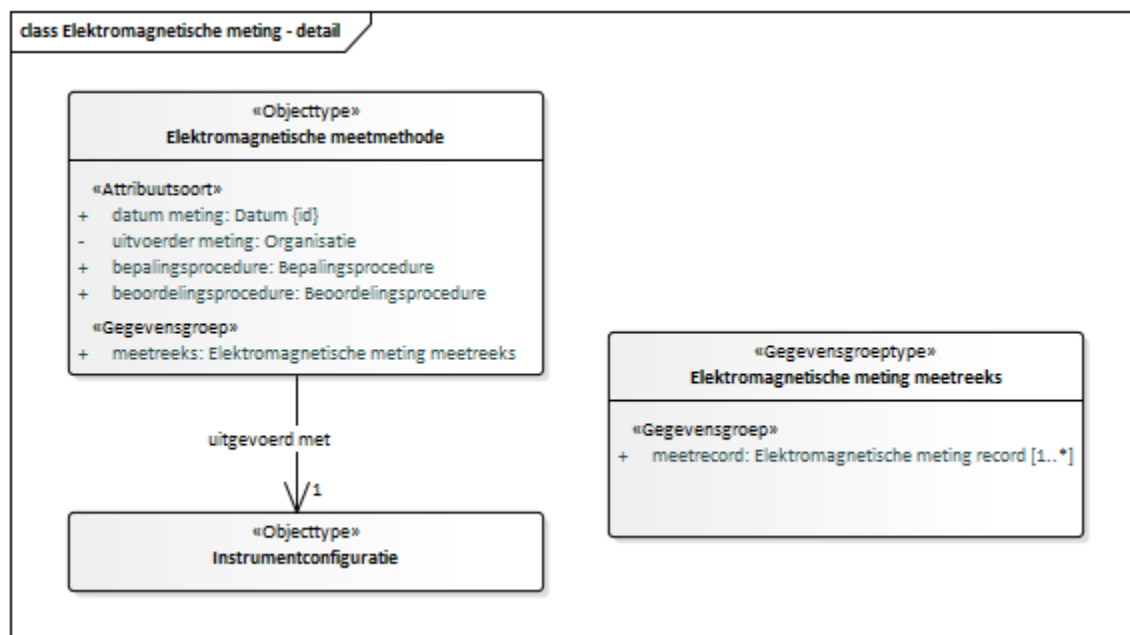 class Elektromagnetische meting - detail
«Objecttype»
Elektromagnetische meetmethode
«Attribuutsoort»
+ datum meting: Datum {id}
- uitvoerder meting: Organisatie
+ bepalingsprocedure: Bepalingsprocedure
+ beoordelingsprocedure: Beoordelingsprocedure
«Gegevensgroep»
+ meetreeks: Elektromagnetische meting meetreeks
uitgevoerd met
1
«Objecttype»
Instrumentconfiguratie
«Gegevensgroeptype»
Elektromagnetische meting meetreeks
«Gegevensgroep»
+ meetrecord: Elektromagnetische meting record [1..*]